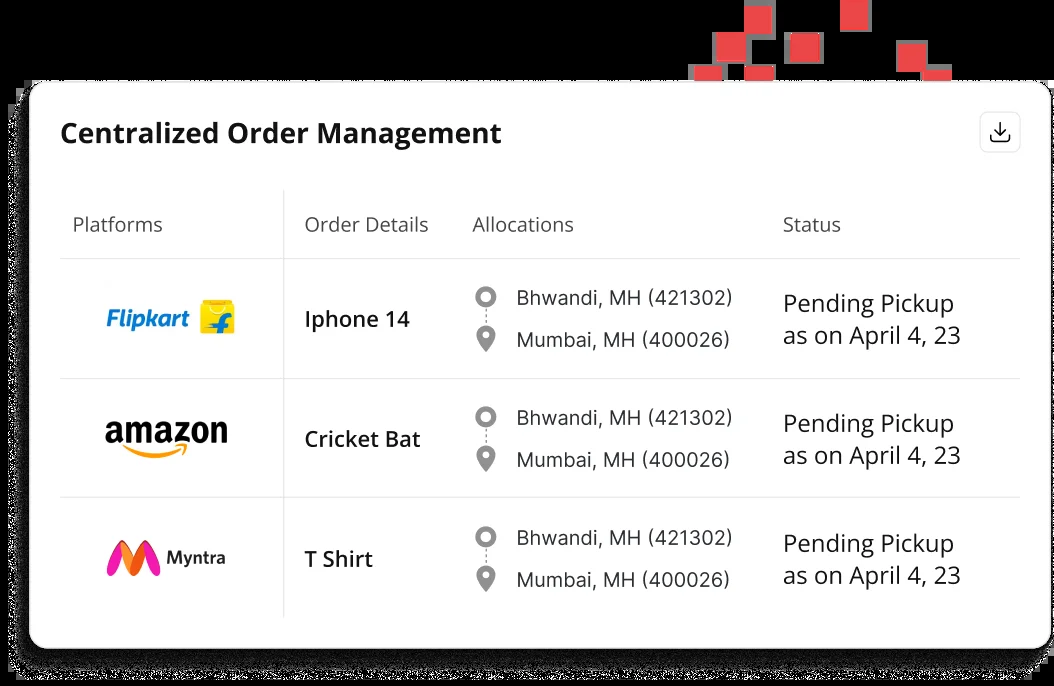 Centralized Order Management
Platforms Order Details Allocations Status
Flipkart
Iphone 14
Bhwandi, MH (421302)
Mumbai, MH (400026)
Pending Pickup
as on April 4, 23
amazon
Cricket Bat
Bhwandi, MH (421302)
Mumbai, MH (400026)
Pending Pickup
as on April 4, 23
Myntra
T Shirt
Bhwandi, MH (421302)
Mumbai, MH (400026)
Pending Pickup
as on April 4, 23